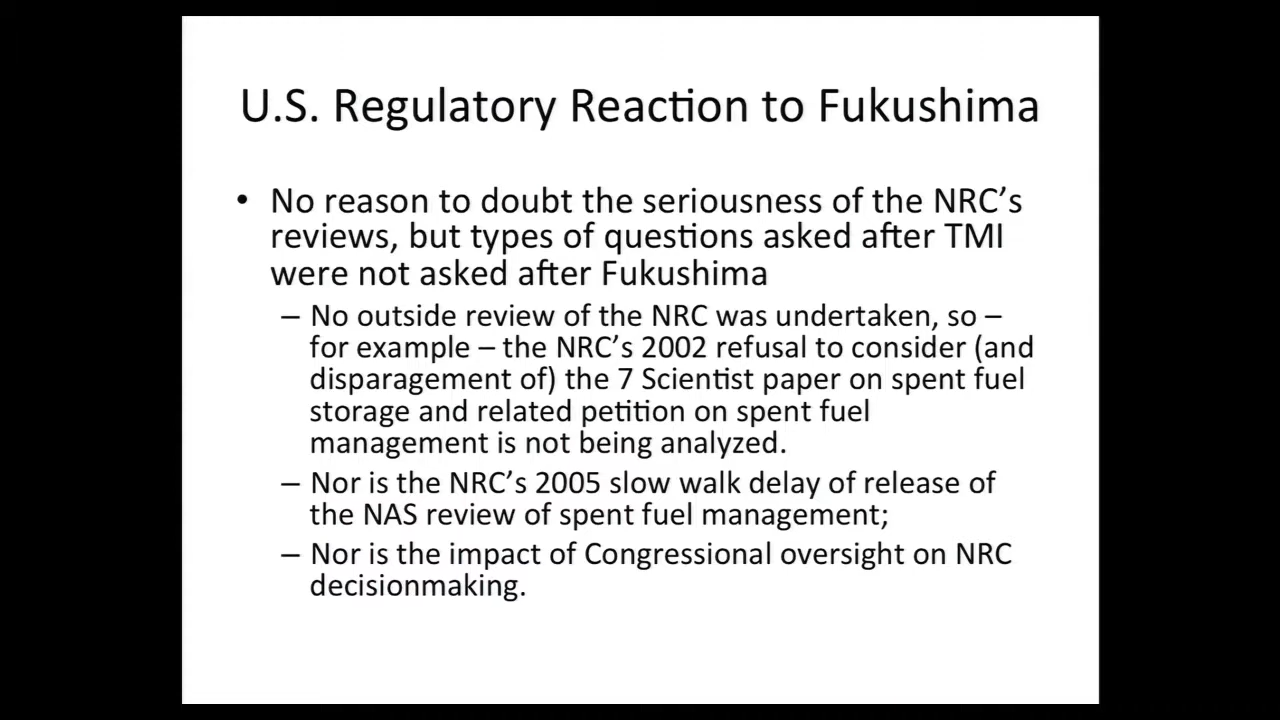 U.S. Regulatory Reaction to Fukushima
• No reason to doubt the seriousness of the NRC’s
reviews, but types of questions asked after TMI
were not asked after Fukushima
– No outside review of the NRC was undertaken, so –
for example – the NRC’s 2002 refusal to consider (and
disparagement of) the 7 Scientist paper on spent fuel
storage and related petition on spent fuel
management is not being analyzed.
– Nor is the NRC’s 2005 slow walk delay of release of
the NAS review of spent fuel management;
– Nor is the impact of Congressional oversight on NRC
decisionmaking.